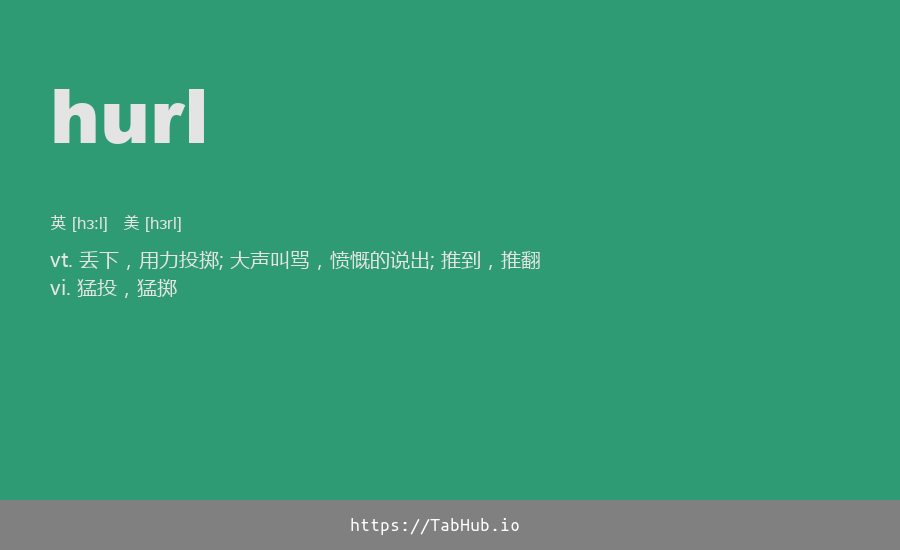 hurl
英 [hɜːl] 美 [hɜrl]
vt. 丢下，用力投掷; 大声叫骂，愤慨的说出; 推到，推翻
vi. 猛投，猛掷
https://TabHub.io